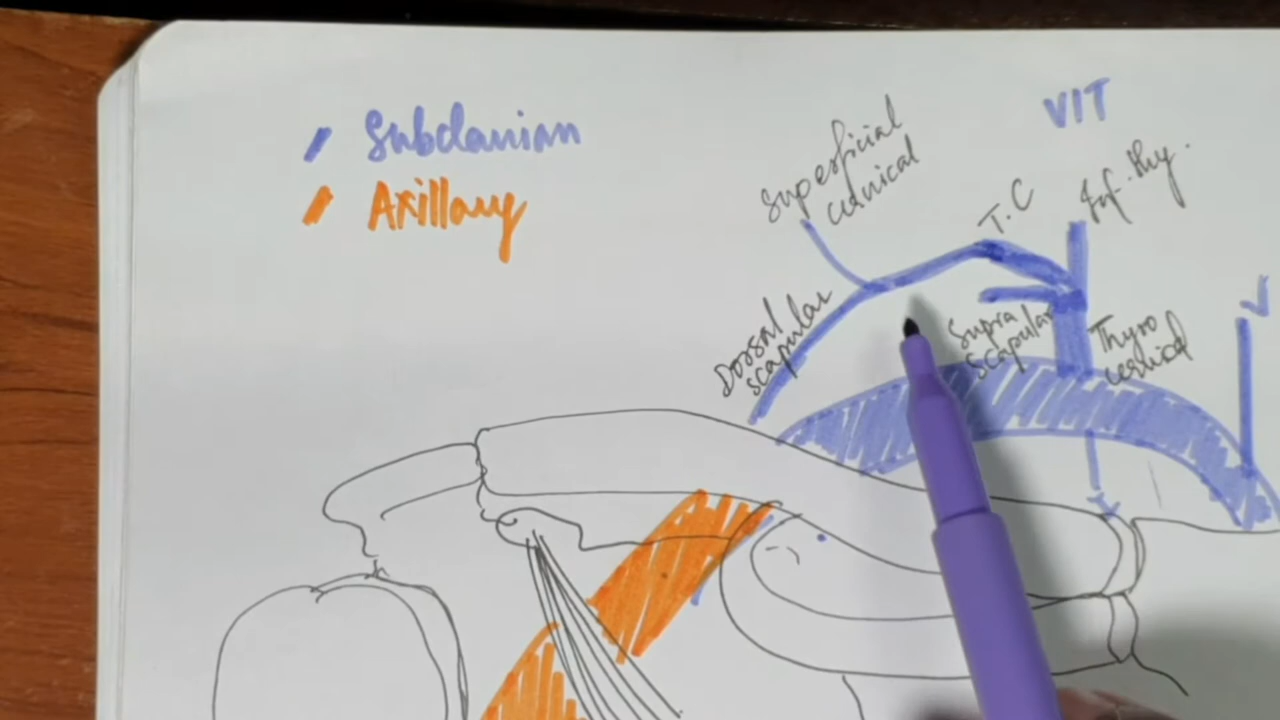 Subclavian
Axillary
VIT
Superficial
cervical
T.C
Inf. thy.
Dorsal
scapular
Supra
scapular
Thyro
cervical
V